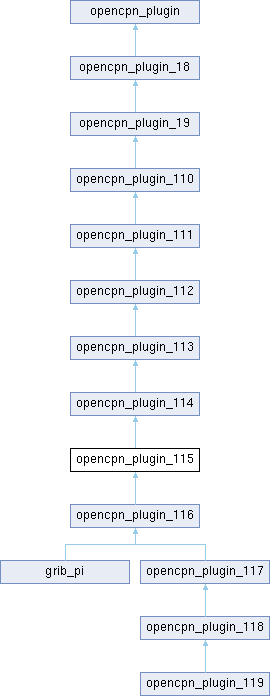 opencpn_plugin
opencpn_plugin_18
opencpn_plugin_19
opencpn_plugin_110
opencpn_plugin_111
opencpn_plugin_112
opencpn_plugin_113
opencpn_plugin_114
opencpn_plugin_115
opencpn_plugin_116
grib_pi
opencpn_plugin_117
opencpn_plugin_118
opencpn_plugin_119